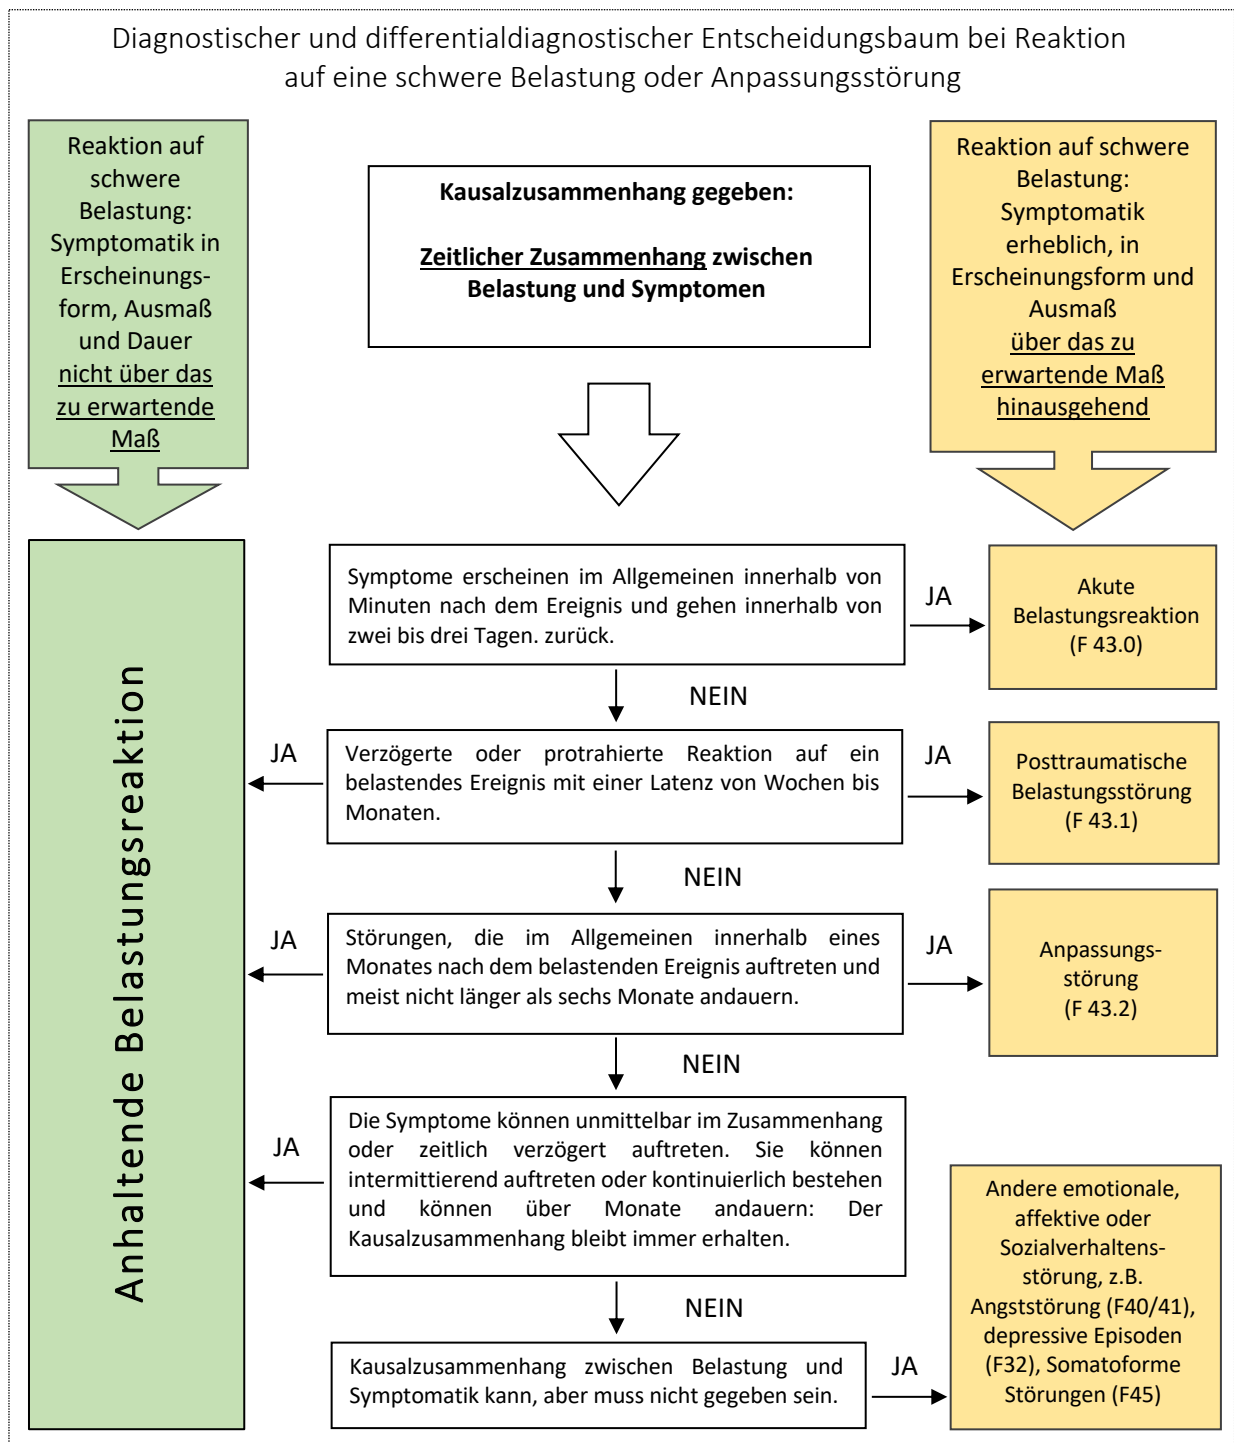 Diagnostischer und differentialdiagnostischer Entscheidungsbaum bei Reaktion
auf eine schwere Belastung oder Anpassungsstörung
Reaktion auf
schwere
Belastung:
Symptomatik in
Erscheinungs-
form, Ausmaß
und Dauer
nicht über das
zu erwartende
Maß
Kausalzusammenhang gegeben:
Zeitlicher Zusammenhang zwischen
Belastung und Symptomen
Reaktion auf schwere
Belastung:
Symptomatik
erheblich, in
Erscheinungsform und
Ausmaß
über das zu
erwartende Maß
hinausgehend
Anhaltende Belastungsreaktion
Symptome erscheinen im Allgemeinen innerhalb von
Minuten nach dem Ereignis und gehen innerhalb von
zwei bis drei Tagen. zurück.
JA
Akute
Belastungsreaktion
(F 43.0)
NEIN
JA
Verzögerte oder protrahierte Reaktion auf ein
belastendes Ereignis mit einer Latenz von Wochen bis
Monaten.
JA
Posttraumatische
Belastungsstörung
(F 43.1)
NEIN
JA
Störungen, die im Allgemeinen innerhalb eines
Monates nach dem belastenden Ereignis auftreten und
meist nicht länger als sechs Monate andauern.
JA
Anpassungs-
störung
(F 43.2)
NEIN
JA
Die Symptome können unmittelbar im Zusammenhang
oder zeitlich verzögert auftreten. Sie können
intermittierend auftreten oder kontinuierlich bestehen
und können über Monate andauern: Der
Kausalzusammenhang bleibt immer erhalten.
NEIN
Kausalzusammenhang zwischen Belastung und
Symptomatik kann, aber muss nicht gegeben sein.
JA
Andere emotionale,
affektive oder
Sozialverhaltens-
störung, z.B.
Angststörung (F40/41),
depressive Episoden
(F32), Somatoforme
Störungen (F45)